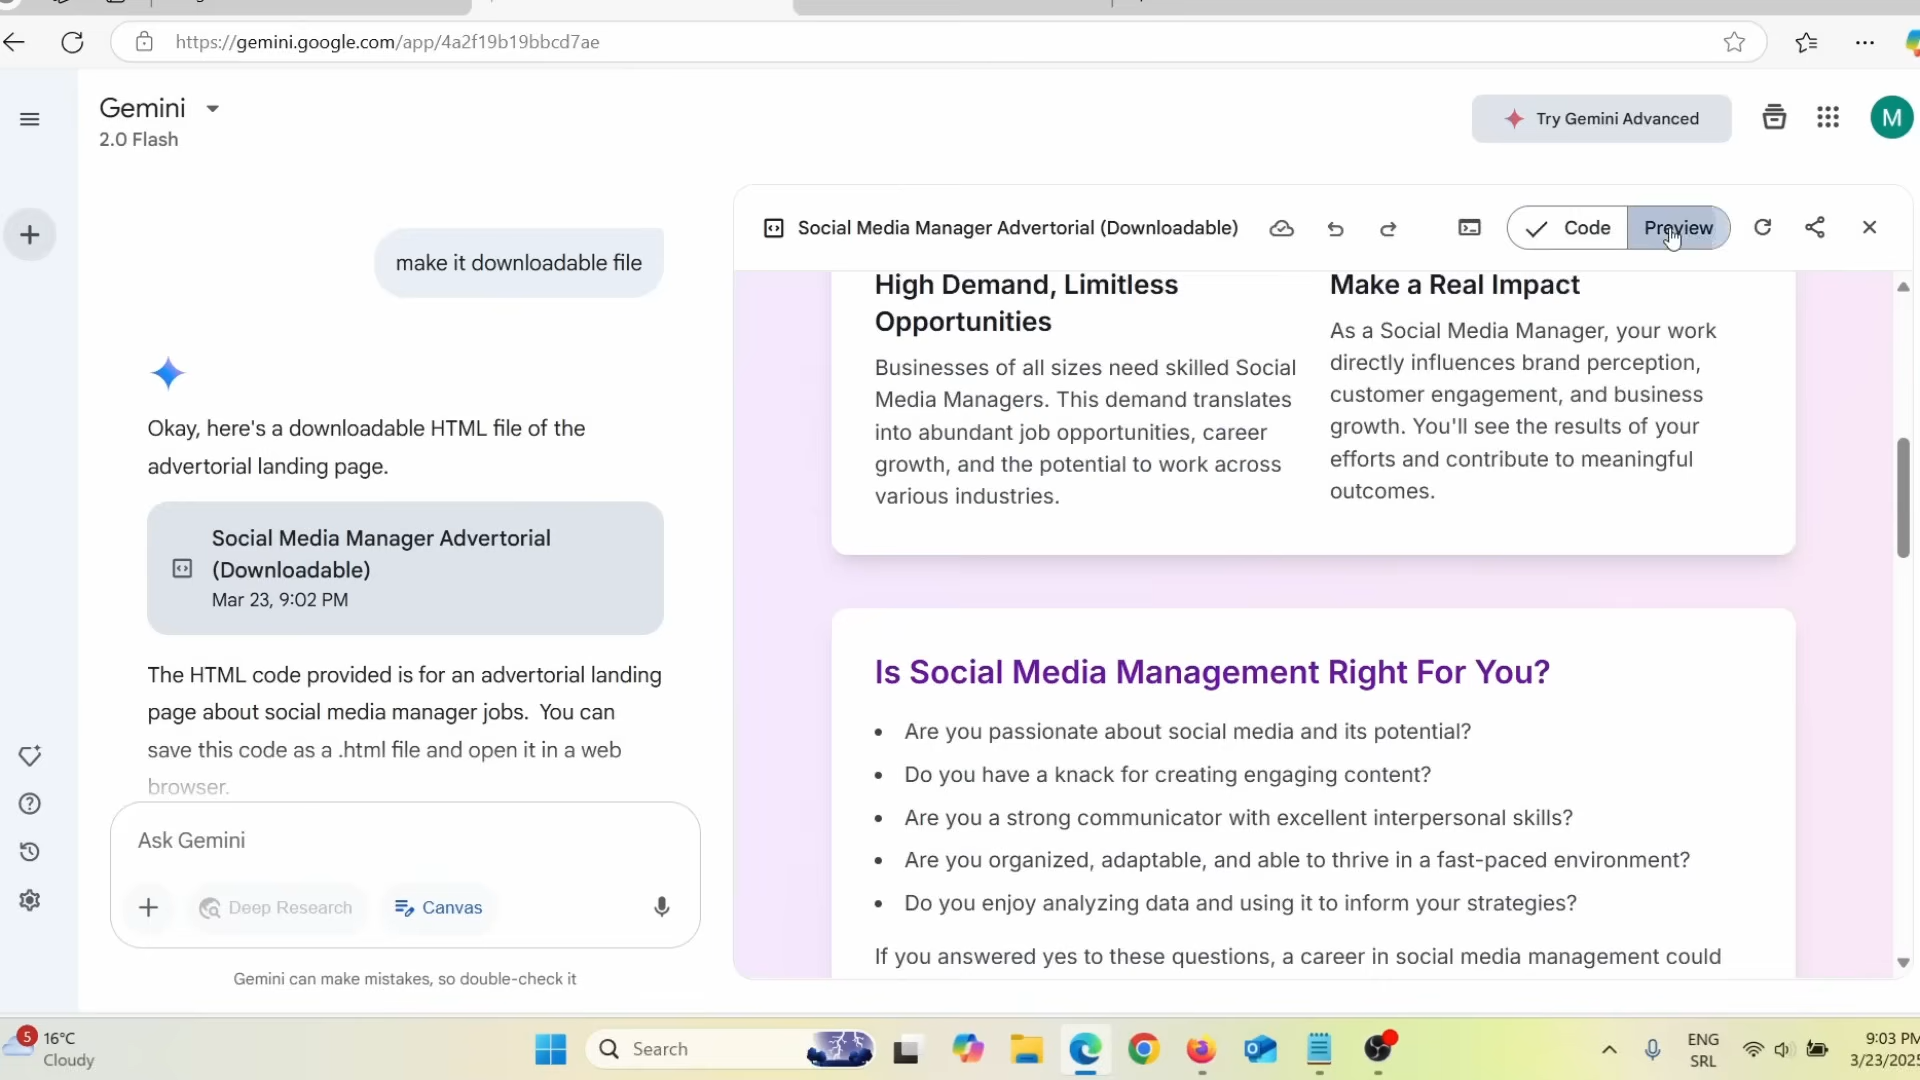 https://gemini.google.com/app/4a2f19b19bbcd7ae
Gemini
2.0 Flash
Try Gemini Advanced
M
make it downloadable file
Okay, here's a downloadable HTML file of the
advertorial landing page.
Social Media Manager Advertorial
(Downloadable)
Mar 23, 9:02 PM
The HTML code provided is for an advertorial landing
page about social media manager jobs. You can
save this code as a .html file and open it in a web
browser.
Ask Gemini
Deep Research
Canvas
Gemini can make mistakes, so double-check it
Social Media Manager Advertorial (Downloadable)
Code
Preview
High Demand, Limitless
Opportunities
Businesses of all sizes need skilled Social
Media Managers. This demand translates
into abundant job opportunities, career
growth, and the potential to work across
various industries.
Make a Real Impact
As a Social Media Manager, your work
directly influences brand perception,
customer engagement, and business
growth. You'll see the results of your
efforts and contribute to meaningful
outcomes.
Is Social Media Management Right For You?
• Are you passionate about social media and its potential?
• Do you have a knack for creating engaging content?
• Are you a strong communicator with excellent interpersonal skills?
• Are you organized, adaptable, and able to thrive in a fast-paced environment?
• Do you enjoy analyzing data and using it to inform your strategies?
If you answered yes to these questions, a career in social media management could
5
16°C
Cloudy
Search
ENG
SRL
9:03 PM
3/23/2025